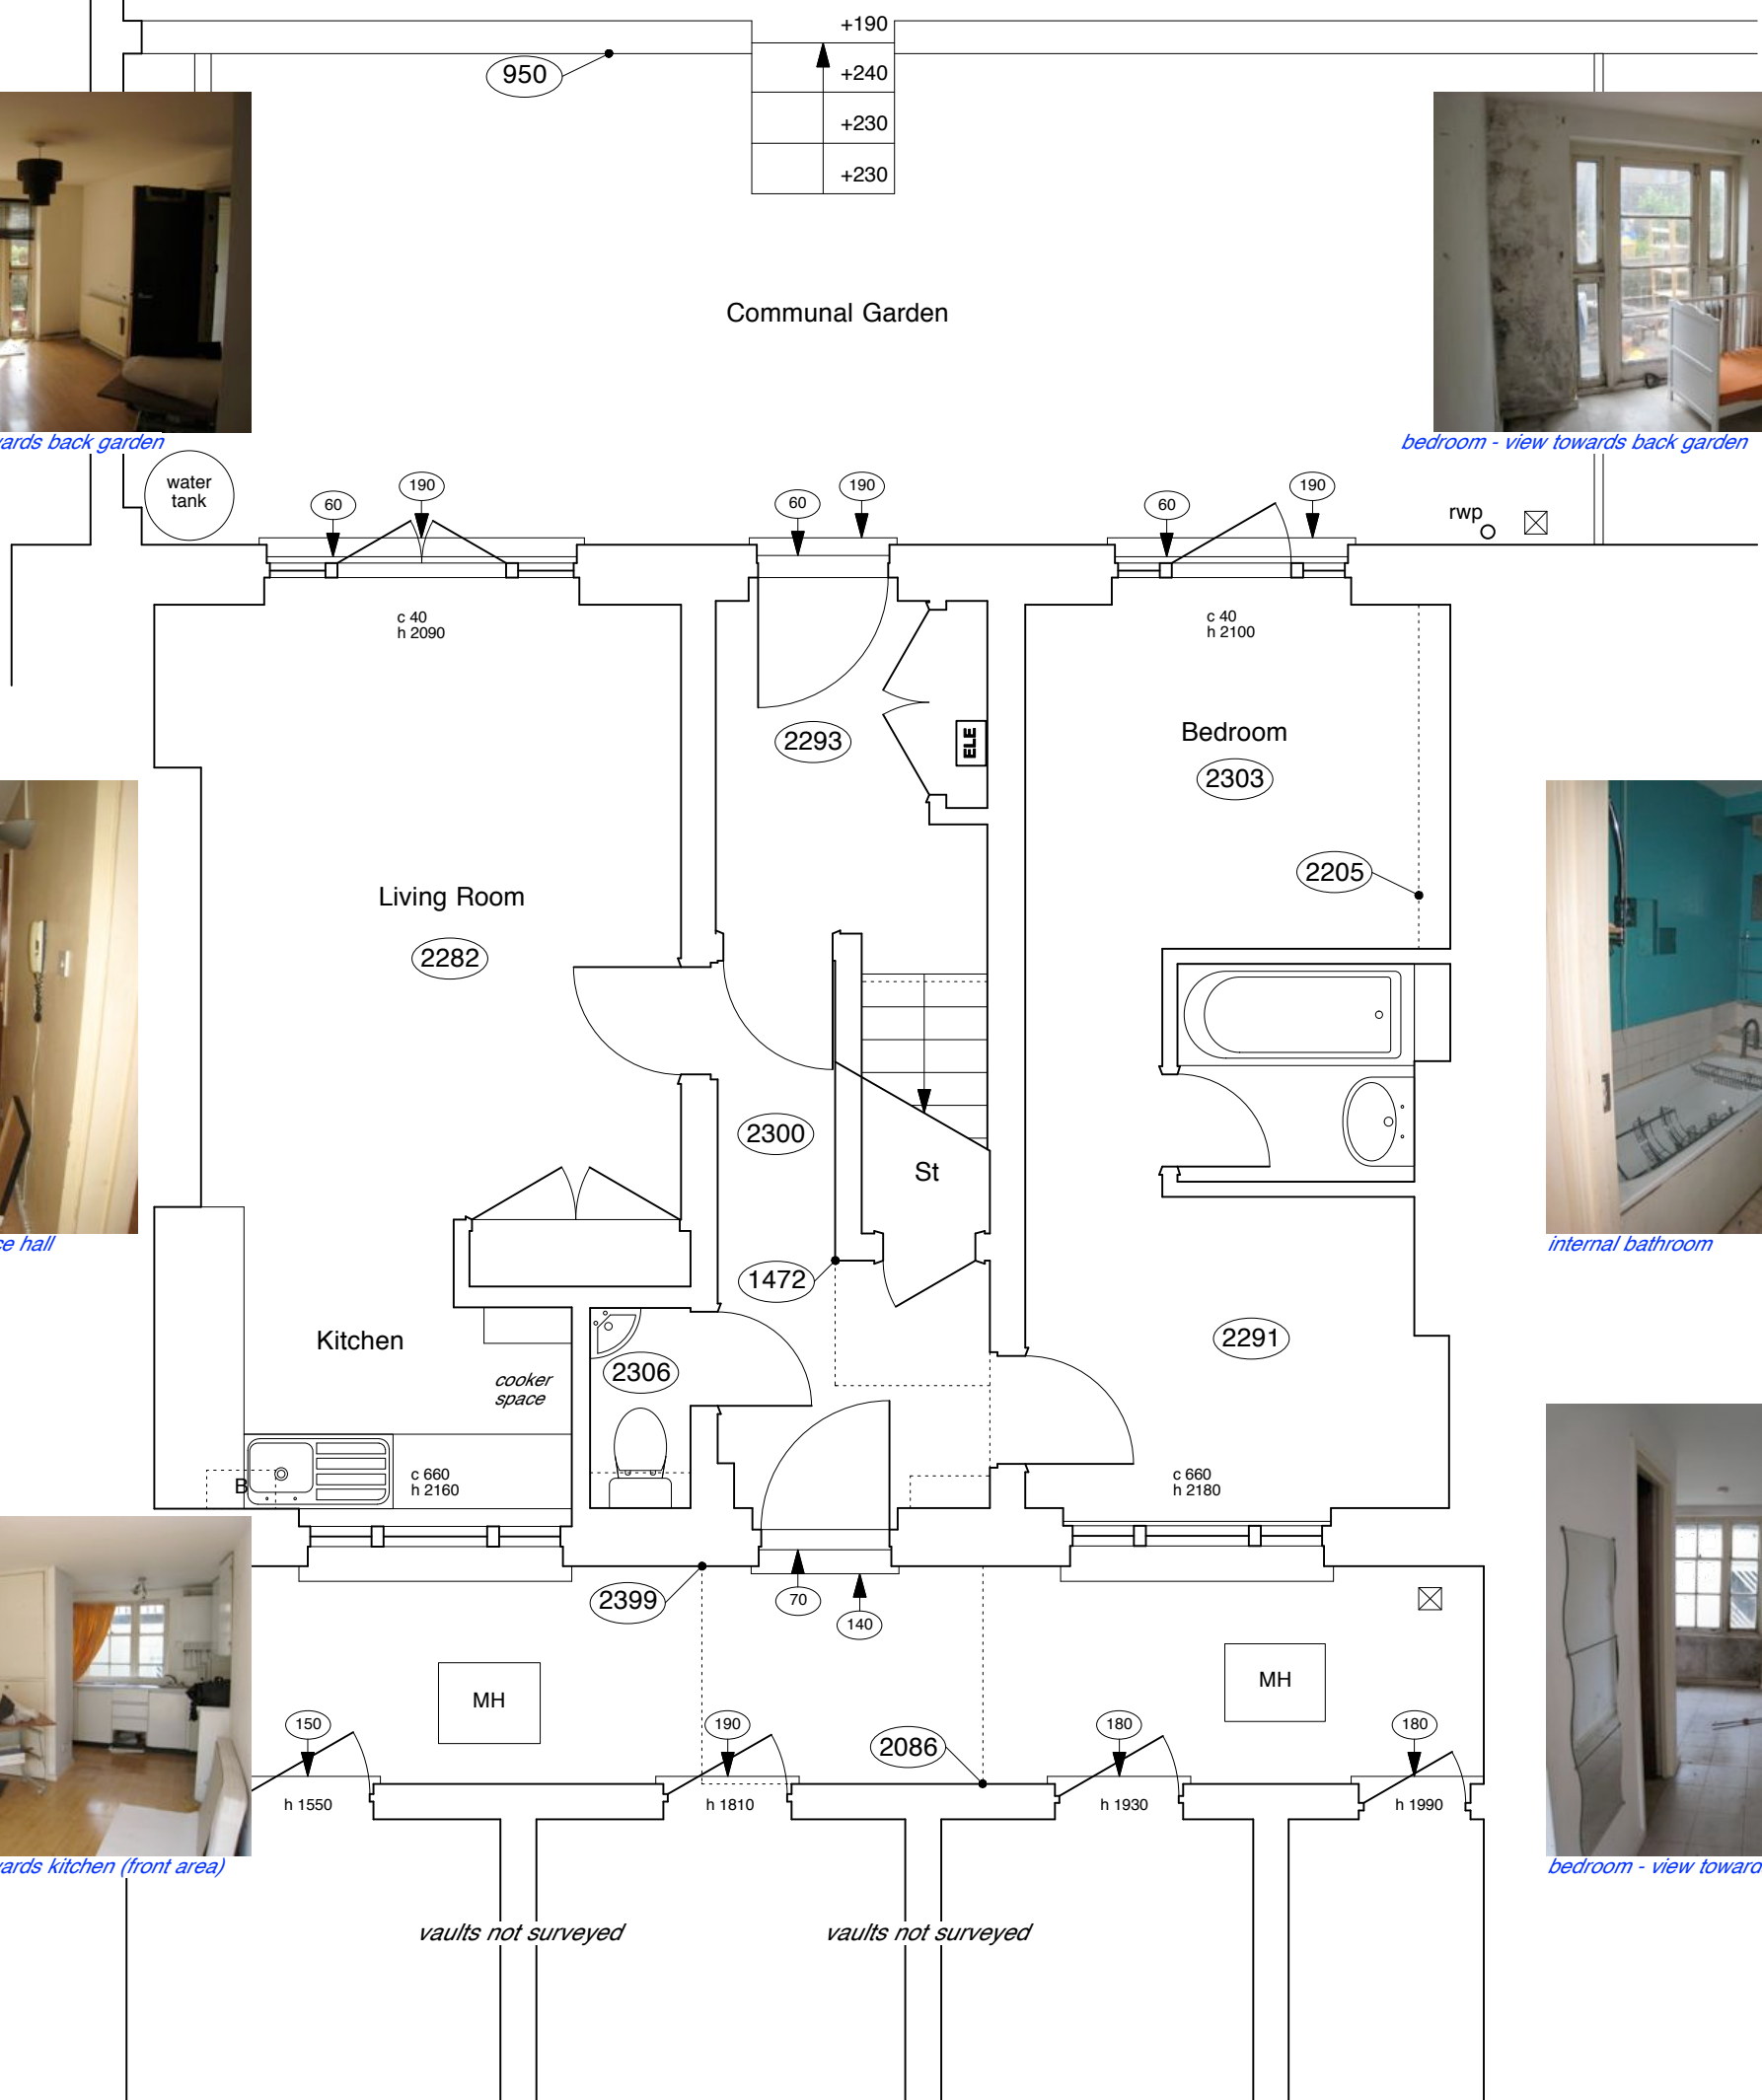 +190
950
+240
+230
+230
Communal Garden
wards back garden
bedroom - view towards back garden
water
tank
60
190
60
190
60
190
rwp
c 40
h 2090
c 40
h 2100
2293
ELE
Bedroom
2303
2205
Living Room
2282
2300
St
ce hall
internal bathroom
1472
Kitchen
2306
2291
cooker
space
B
c 660
h 2160
c 660
h 2180
2399
70
140
MH
MH
150
190
2086
180
180
h 1550
h 1810
h 1930
h 1990
wards kitchen (front area)
bedroom - view toward
vaults not surveyed
vaults not surveyed